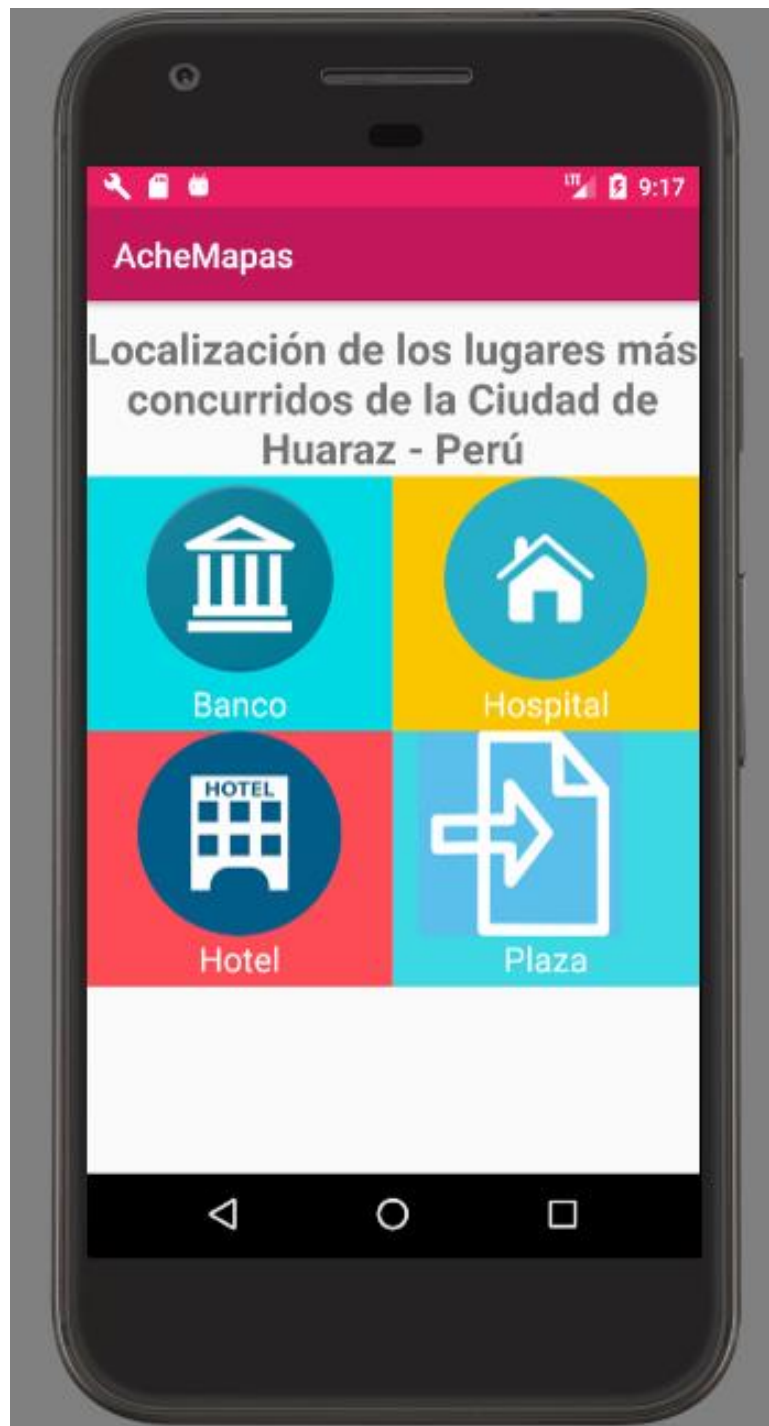 LTE
9:17
AcheMapas
Localización de los lugares más
concurridos de la Ciudad de
Huaraz - Perú
Banco
Hospital
HOTEL
Hotel
Plaza